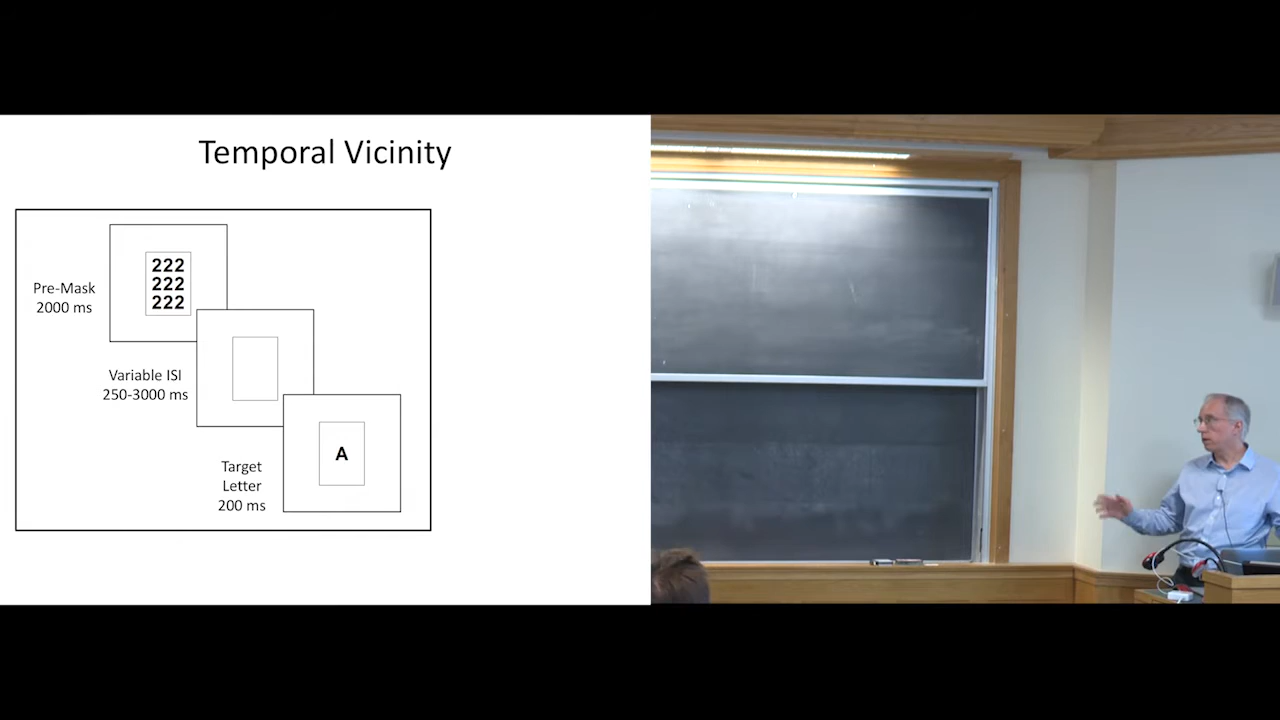 Temporal Vicinity
222
222
222
Pre-Mask
2000 ms
Variable ISI
250-3000 ms
A
Target
Letter
200 ms